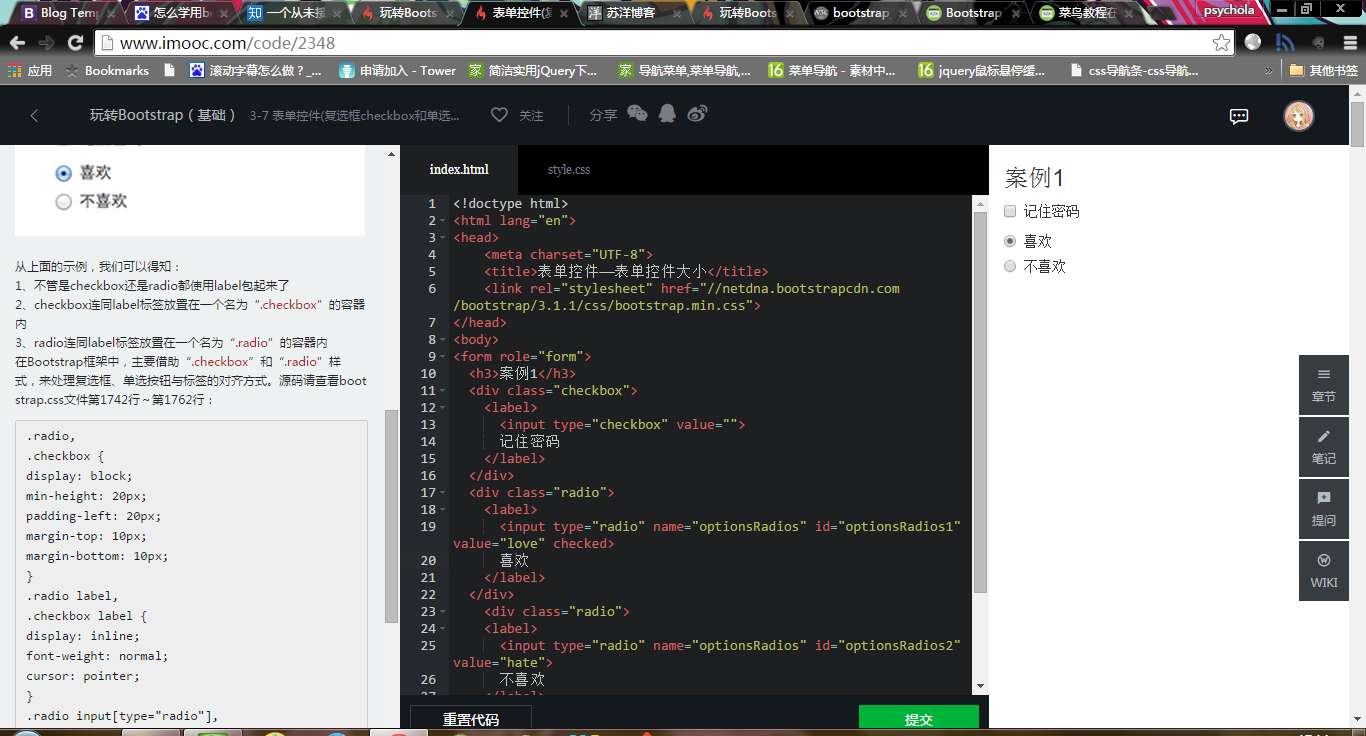 Blog Temp
怎么学用b
一个从未接
玩转Boots
表单控件(复
苏洋博客
玩转Boots
bootstrap
Bootstrap
菜鸟教程在
psychola
www.imooc.com/code/2348
应用
Bookmarks
滚动字幕怎么做？_...
申请加入 - Tower
简洁实用jQuery下...
导航菜单,菜单导航,...
菜单导航 - 素材中...
jquery鼠标悬停缓...
css导航条-css导航...
»
其他书签
玩转Bootstrap（基础）
3-7 表单控件(复选框checkbox和单选...
关注
分享
喜欢
不喜欢
从上面的示例，我们可以得知：
1、不管是checkbox还是radio都使用label包起来了
2、checkbox连同label标签放置在一个名为“.checkbox”的容器
内
3、radio连同label标签放置在一个名为“.radio”的容器内
在Bootstrap框架中，主要借助“.checkbox”和“.radio”样
式，来处理复选框、单选按钮与标签的对齐方式。源码请查看boot
strap.css文件第1742行～第1762行：
.radio,
.checkbox {
display: block;
min-height: 20px;
padding-left: 20px;
margin-top: 10px;
margin-bottom: 10px;
}
.radio label,
.checkbox label {
display: inline;
font-weight: normal;
cursor: pointer;
}
.radio input[type="radio"],
index.html
style.css
1 <!doctype html>
2 <html lang="en">
3 <head>
4 <meta charset="UTF-8">
5 <title>表单控件——表单控件大小</title>
6 <link rel="stylesheet" href="//netdna.bootstrapcdn.com
/bootstrap/3.1.1/css/bootstrap.min.css">
7 </head>
8 <body>
9 <form role="form">
10 <h3>案例1</h3>
11 <div class="checkbox">
12 <label>
13 <input type="checkbox" value="">
14 记住密码
15 </label>
16 </div>
17 <div class="radio">
18 <label>
19 <input type="radio" name="optionsRadios" id="optionsRadios1"
value="love" checked>
20 喜欢
21 </label>
22 </div>
23 <div class="radio">
24 <label>
25 <input type="radio" name="optionsRadios" id="optionsRadios2"
value="hate">
26 不喜欢
27 </label>
重置代码
提交
案例1
记住密码
喜欢
不喜欢
章节
笔记
提问
WIKI